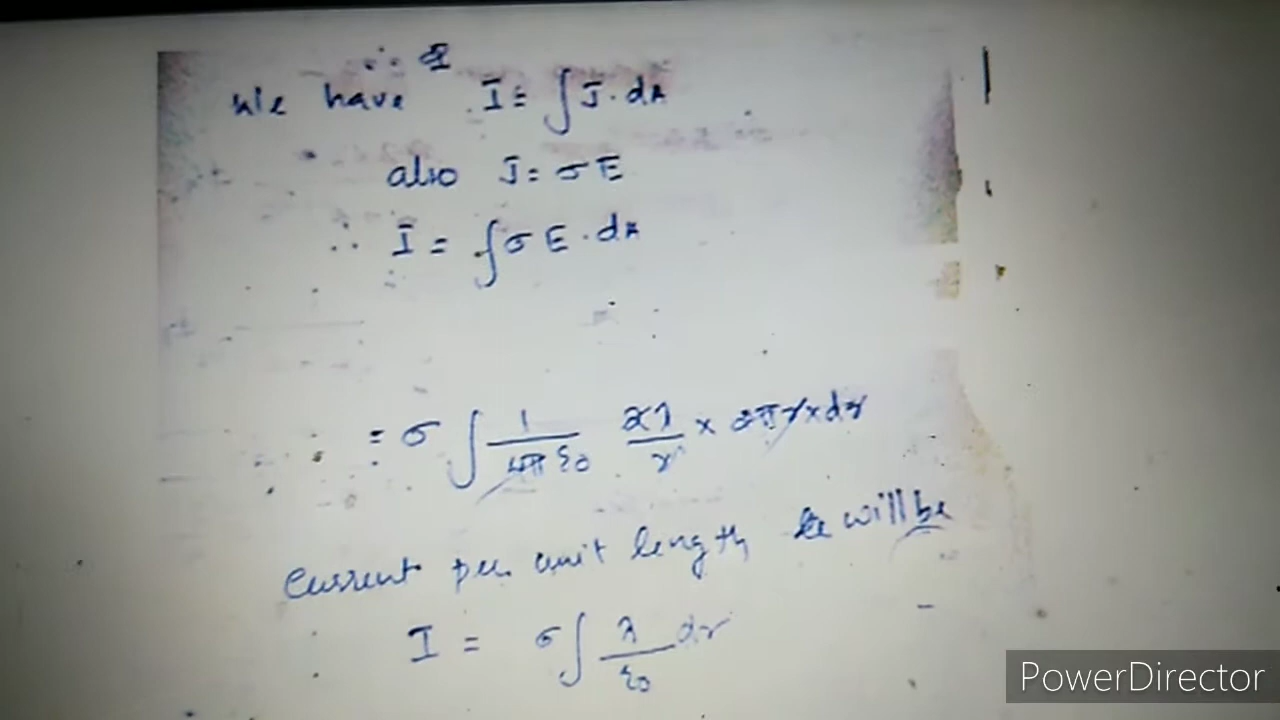 We have I = ∫ J · dA
also J = σE
∴ I = ∫ σ E · dA
= σ ∫ 1/4πε0 2λ/r × 2πr × dr
Current per unit length will be
I = σ ∫ λ/ε0 dr
PowerDirector